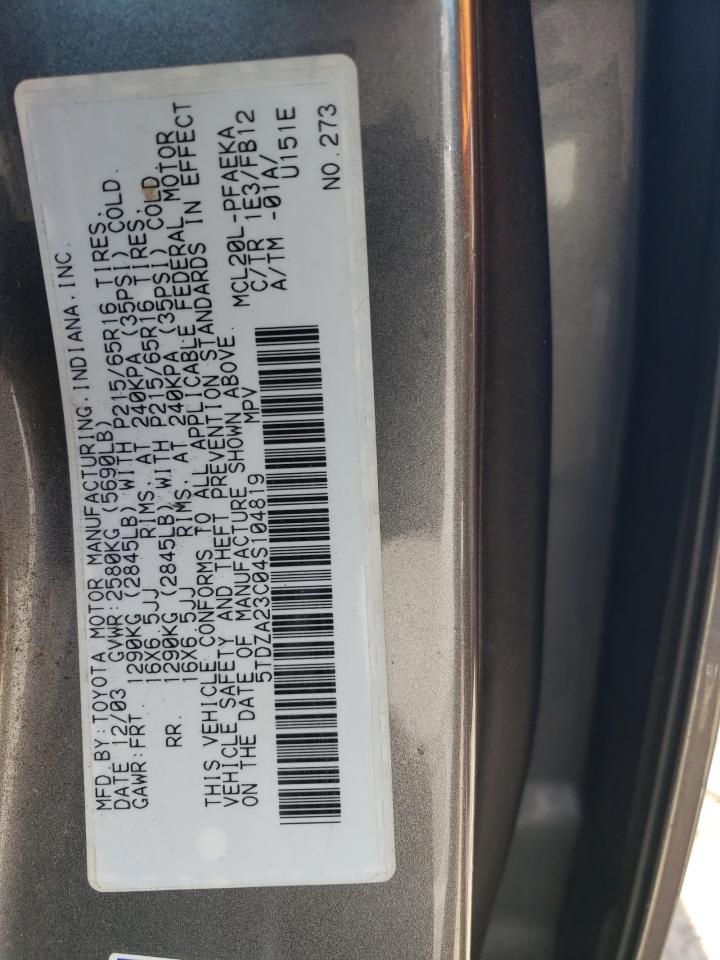 MFD.BY:TOYOTA MOTOR MANUFACTURING.INDIANA.INC.
DATE 12/03 GVWR:2580KG (5690LB)
GAWR:FRT. 1290KG (2845LB) WITH P215/65R16 TIRES,
16X6.5JJ RIMS, AT 240KPA (35PSI) COLD.
RR. 1290KG (2845LB) WITH P215/65R16 TIRES,
16X6.5JJ RIMS, AT 240KPA (35PSI) COLD.
THIS VEHICLE CONFORMS TO ALL APPLICABLE FEDERAL MOTOR
VEHICLE SAFETY AND THEFT PREVENTION STANDARDS IN EFFECT
ON THE DATE OF MANUFACTURE SHOWN ABOVE.
5TDZA23C04S104819 MPV
MCL20L-PFAEKA
C/TR 1E3/FB12
A/TM -01A/
U151E
NO.273